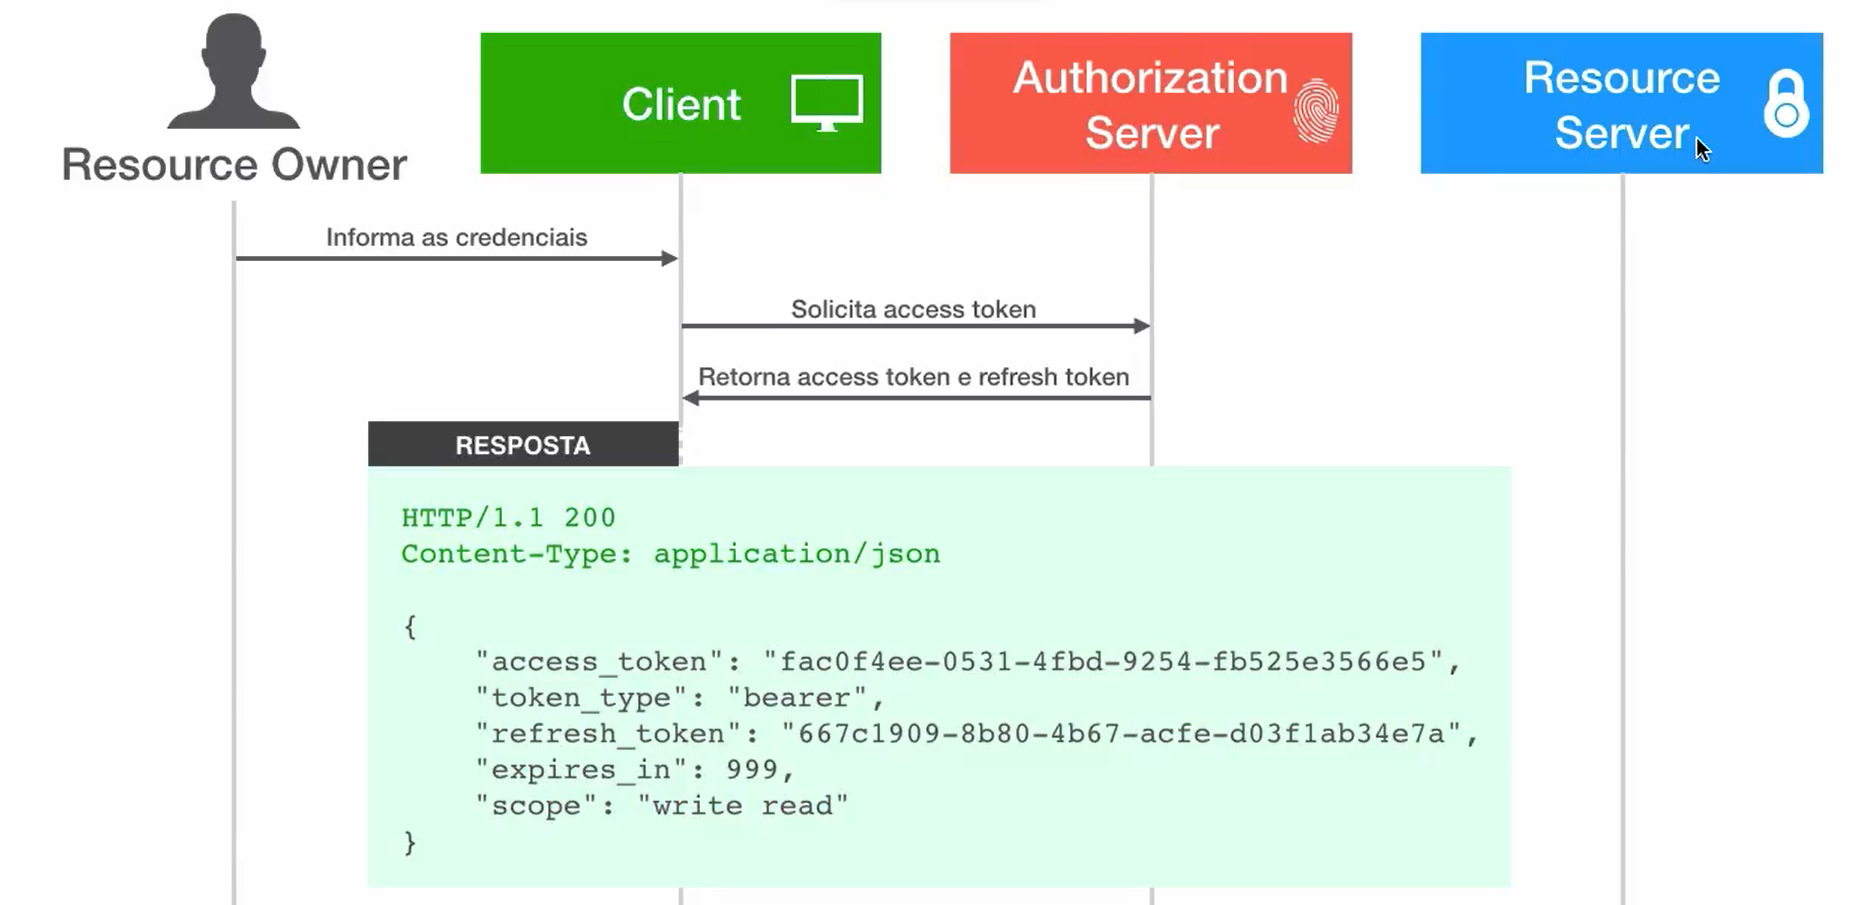 Resource Owner
Client
Authorization
Server
Resource
Server
Informa as credenciais
Solicita access token
Retorna access token e refresh token
RESPOSTA
HTTP/1.1 200
Content-Type: application/json
{
"access_token": "fac0f4ee-0531-4fbd-9254-fb525e3566e5",
"token_type": "bearer",
"refresh_token": "667c1909-8b80-4b67-acfe-d03f1ab34e7a",
"expires_in": 999,
"scope": "write read"
}